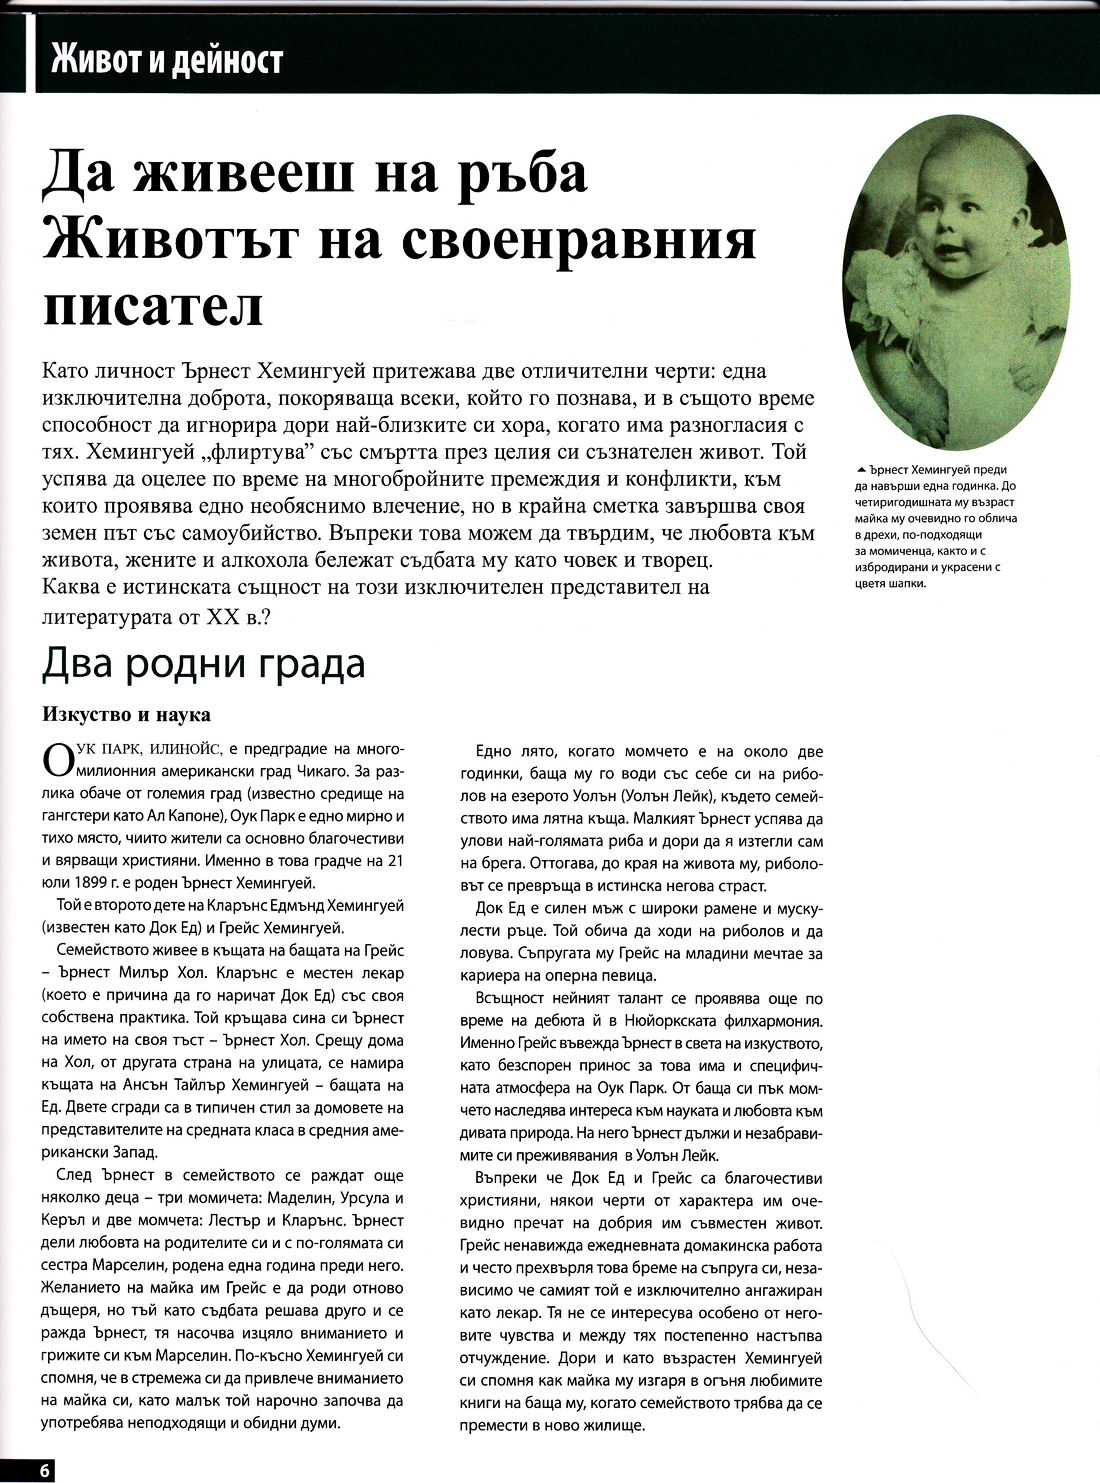 Живот и дейност
Да живееш на ръба
Животът на своенравния
писател
Като личност Ърнест Хемингуей притежава две отличителни черти: една
изключителна доброта, покоряваща всеки, който го познава, и в същото време
способност да игнорира дори най-близките си хора, когато има разногласия с
тях. Хемингуей „флиртува” със смъртта през целия си съзнателен живот. Той
успява да оцелее по време на многобройните премеждия и конфликти, към
които проявява едно необяснимо влечение, но в крайна сметка завършва своя
земен път със самоубийство. Въпреки това можем да твърдим, че любовта към
живота, жените и алкохола бележат съдбата му като човек и творец.
Каква е истинската същност на този изключителен представител на
литературата от XX в.?
▲ Ърнест Хемингуей преди
да навърши една годинка. До
четиригодишната му възраст
майка му очевидно го облича
в дрехи, по-подходящи
за момиченца, както и с
избродирани и украсени с
цветя шапки.
Два родни града
Изкуство и наука
ОУК ПАРК, ИЛИНОЙС, е предградие на много-
милионния американски град Чикаго. За раз-
лика обаче от големия град (известно средище на
гангстери като Ал Капоне), Оук Парк е едно мирно и
тихо място, чиито жители са основно благочестиви
и вярващи християни. Именно в това градче на 21
юли 1899 г. е роден Ърнест Хемингуей.
Той е второто дете на Кларънс Едмънд Хемингуей
(известен като Док Ед) и Грейс Хемингуей.
Семейството живее в къщата на бащата на Грейс
– Ърнест Милър Хол. Кларънс е местен лекар
(което е причина да го наричат Док Ед) със своя
собствена практика. Той кръщава сина си Ърнест
на името на своя тъст – Ърнест Хол. Срещу дома
на Хол, от другата страна на улицата, се намира
къщата на Ансън Тайлър Хемингуей – бащата на
Ед. Двете сгради са в типичен стил за домовете на
представителите на средната класа в средния аме-
рикански Запад.
След Ърнест в семейството се раждат още
няколко деца – три момичета: Маделин, Урсула и
Керъл и две момчета: Лестър и Кларънс. Ърнест
дели любовта на родителите си и с по-голямата си
сестра Марселин, родена една година преди него.
Желанието на майка им Грейс е да роди отново
дъщеря, но тъй като съдбата решава друго и се
ражда Ърнест, тя насочва изцяло вниманието и
грижите си към Марселин. По-късно Хемингуей си
спомня, че в стремежа си да привлече вниманието
на майка си, като малък той нарочно започва да
употребява неподходящи и обидни думи.
Едно лято, когато момчето е на около две
годинки, баща му го води със себе си на рибо-
лов на езерото Уолън (Уолън Лейк), където семей-
ството има лятна къща. Малкият Ърнест успява да
улови най-голямата риба и дори да я изтегли сам
на брега. Оттогава, до края на живота му, риболо-
вът се превръща в истинска негова страст.
Док Ед е силен мъж с широки рамене и муску-
лести ръце. Той обича да ходи на риболов и да
ловува. Съпругата му Грейс на младини мечтае за
кариера на оперна певица.
Всъщност нейният талант се проявява още по
време на дебюта й в Нюйоркската филхармония.
Именно Грейс въвежда Ърнест в света на изкуството,
като безспорен принос за това има и специфич-
ната атмосфера на Оук Парк. От баща си пък мом-
чето наследява интереса към науката и любовта към
дивата природа. На него Ърнест дължи и незабрави-
мите си преживявания в Уолън Лейк.
Въпреки че Док Ед и Грейс са благочестиви
християни, някои черти от характера им оче-
видно пречат на добрия им съвместен живот.
Грейс ненавижда ежедневната домакинска работа
и често прехвърля това бреме на съпруга си, неза-
висимо че самият той е изключително ангажиран
като лекар. Тя не се интересува особено от него-
вите чувства и между тях постепенно настъпва
отчуждение. Дори и като възрастен Хемингуей
си спомня как майка му изгаря в огъня любимите
книги на баща му, когато семейството трябва да се
премести в ново жилище.
6